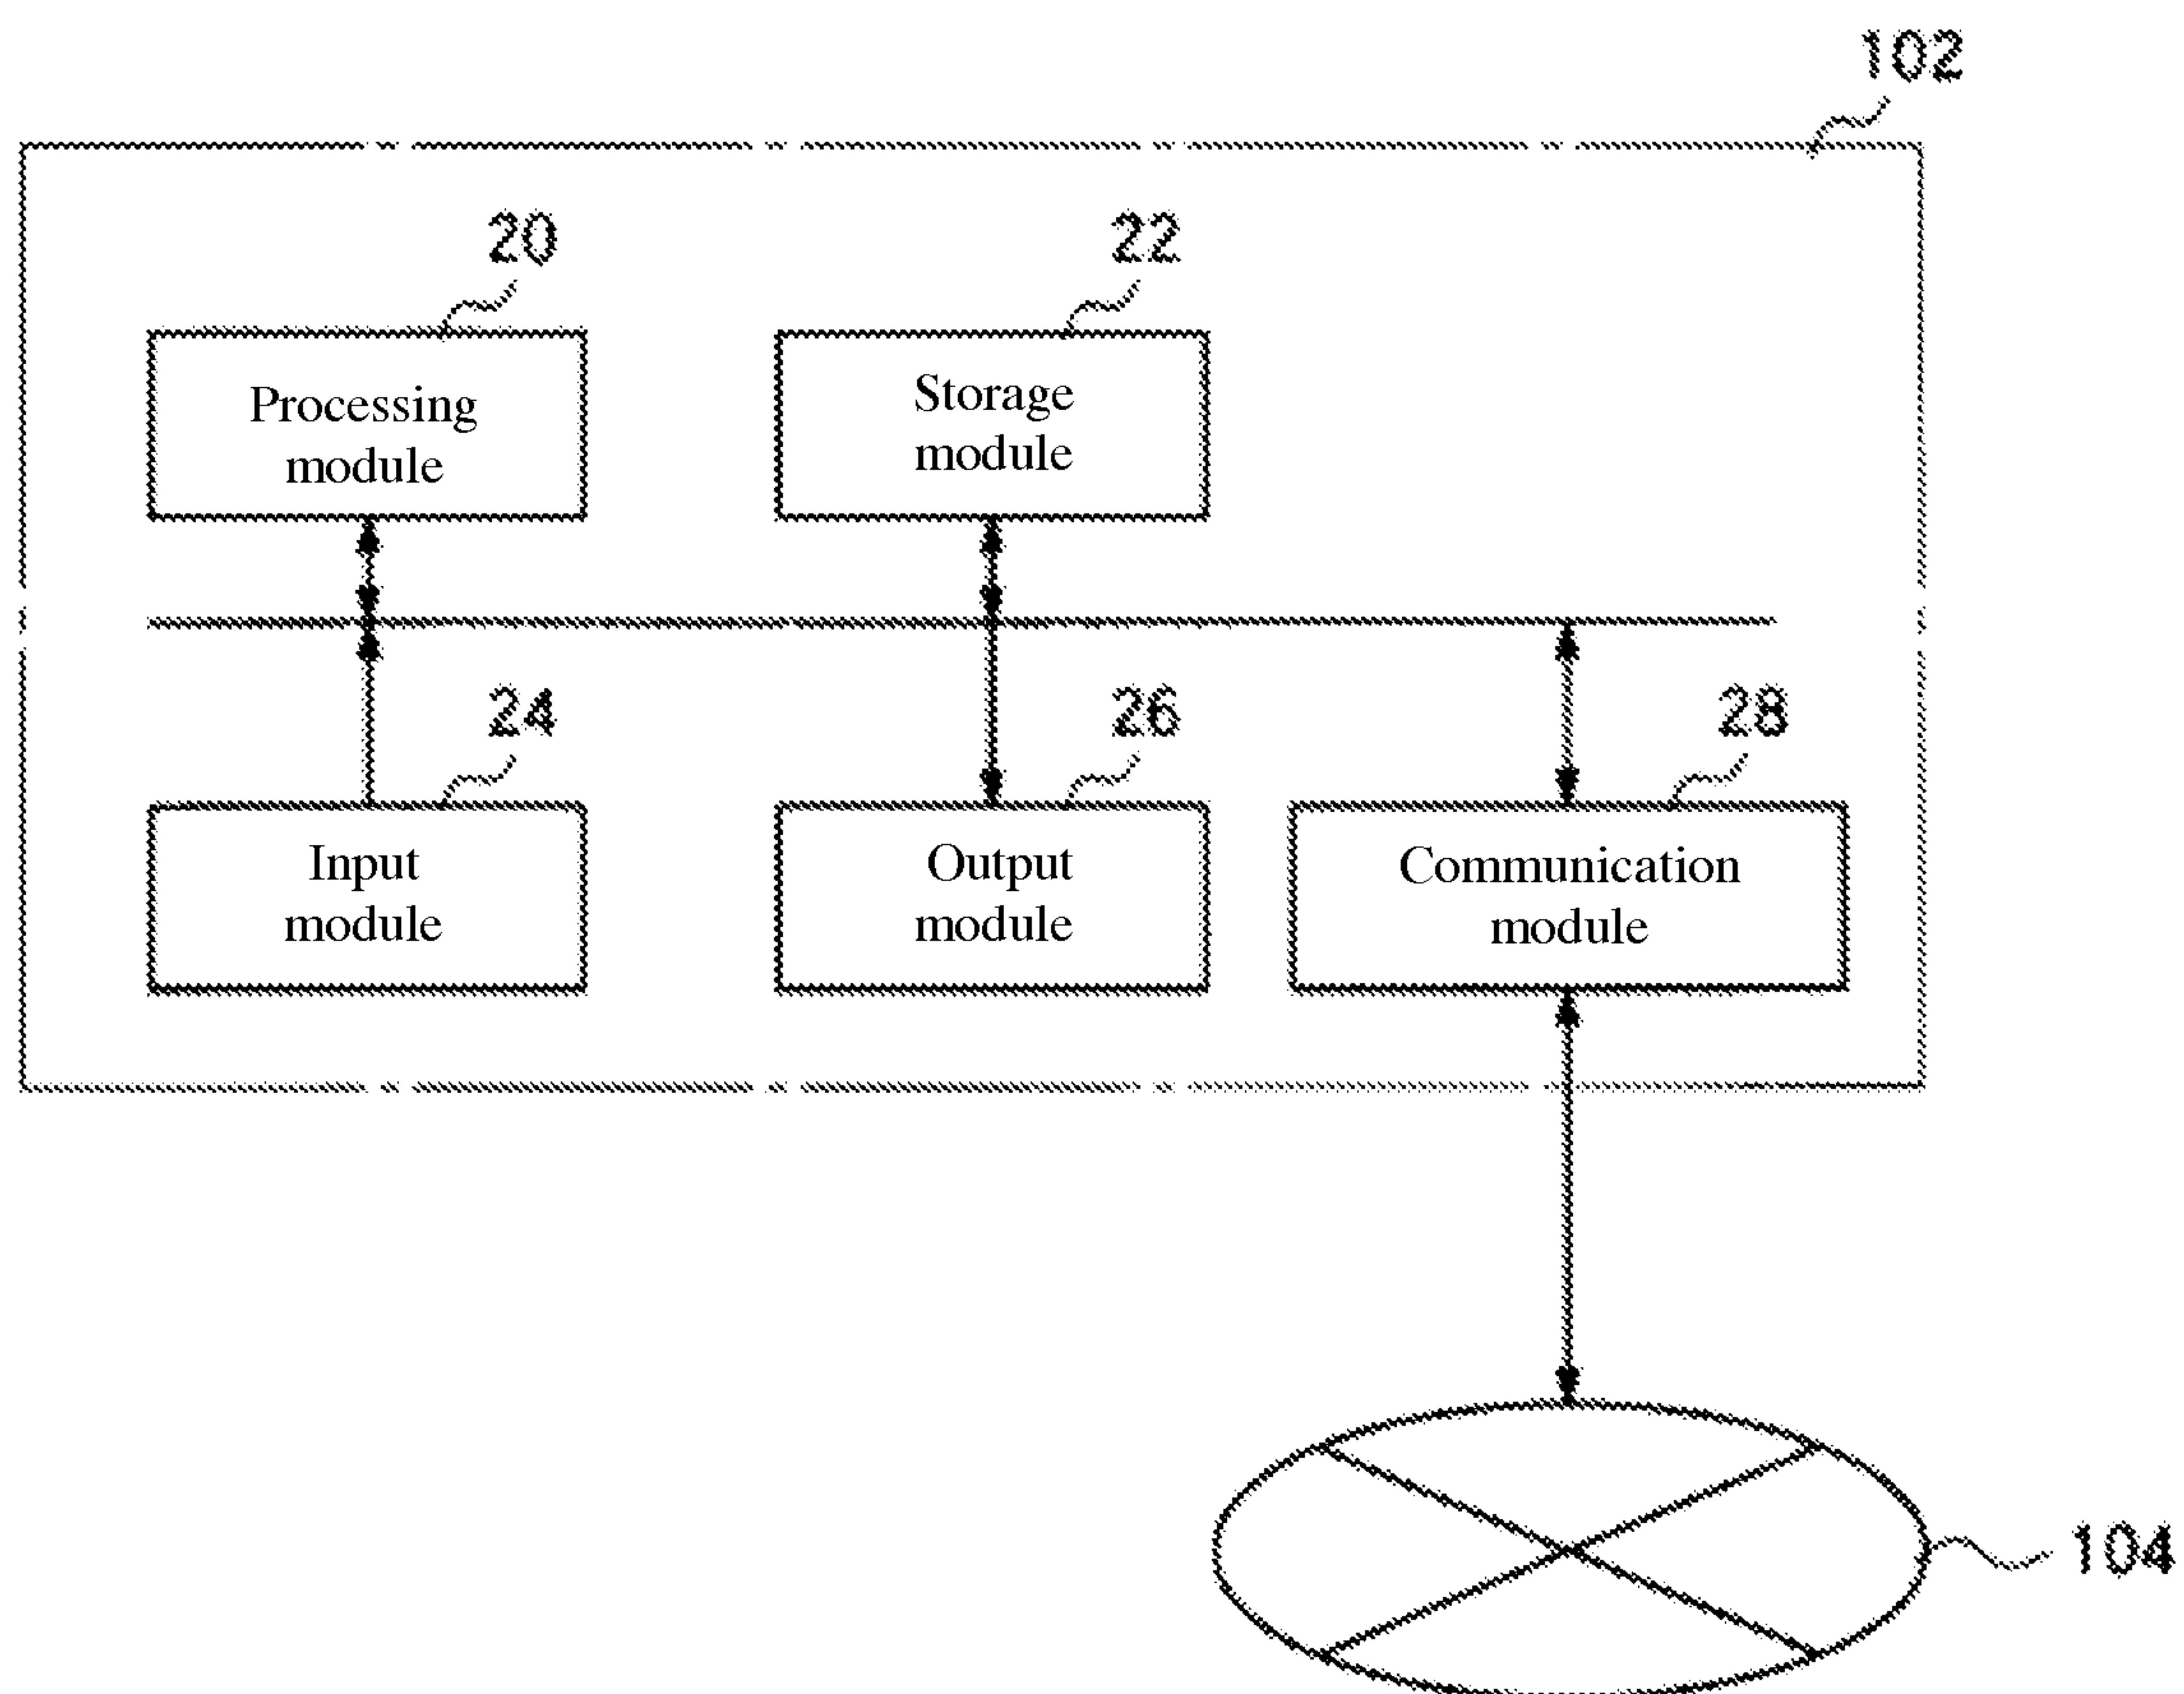 102
20
22
Processing
module
Storage
module
24
26
28
Input
module
Output
module
Communication
module
104